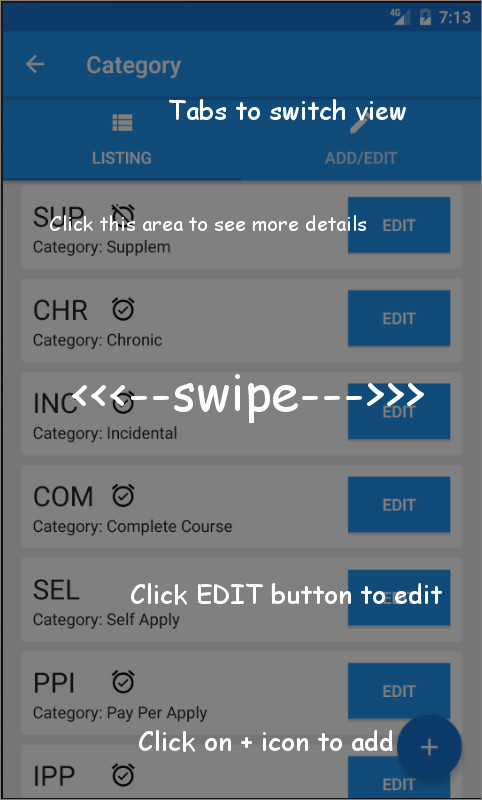 4G 7:13
Category
Tabs to switch view
LISTING ADD/EDIT
SUP
Click this area to see more details
EDIT
Category: Supplem
CHR
EDIT
Category: Chronic
INC
<<<--swipe--->>>
EDIT
Category: Incidental
COM
EDIT
Category: Complete Course
SEL
Click EDIT button to edit
EDIT
Category: Self Apply
PPI
EDIT
Category: Pay Per Apply
Click on + icon to add
+
IPP
EDIT